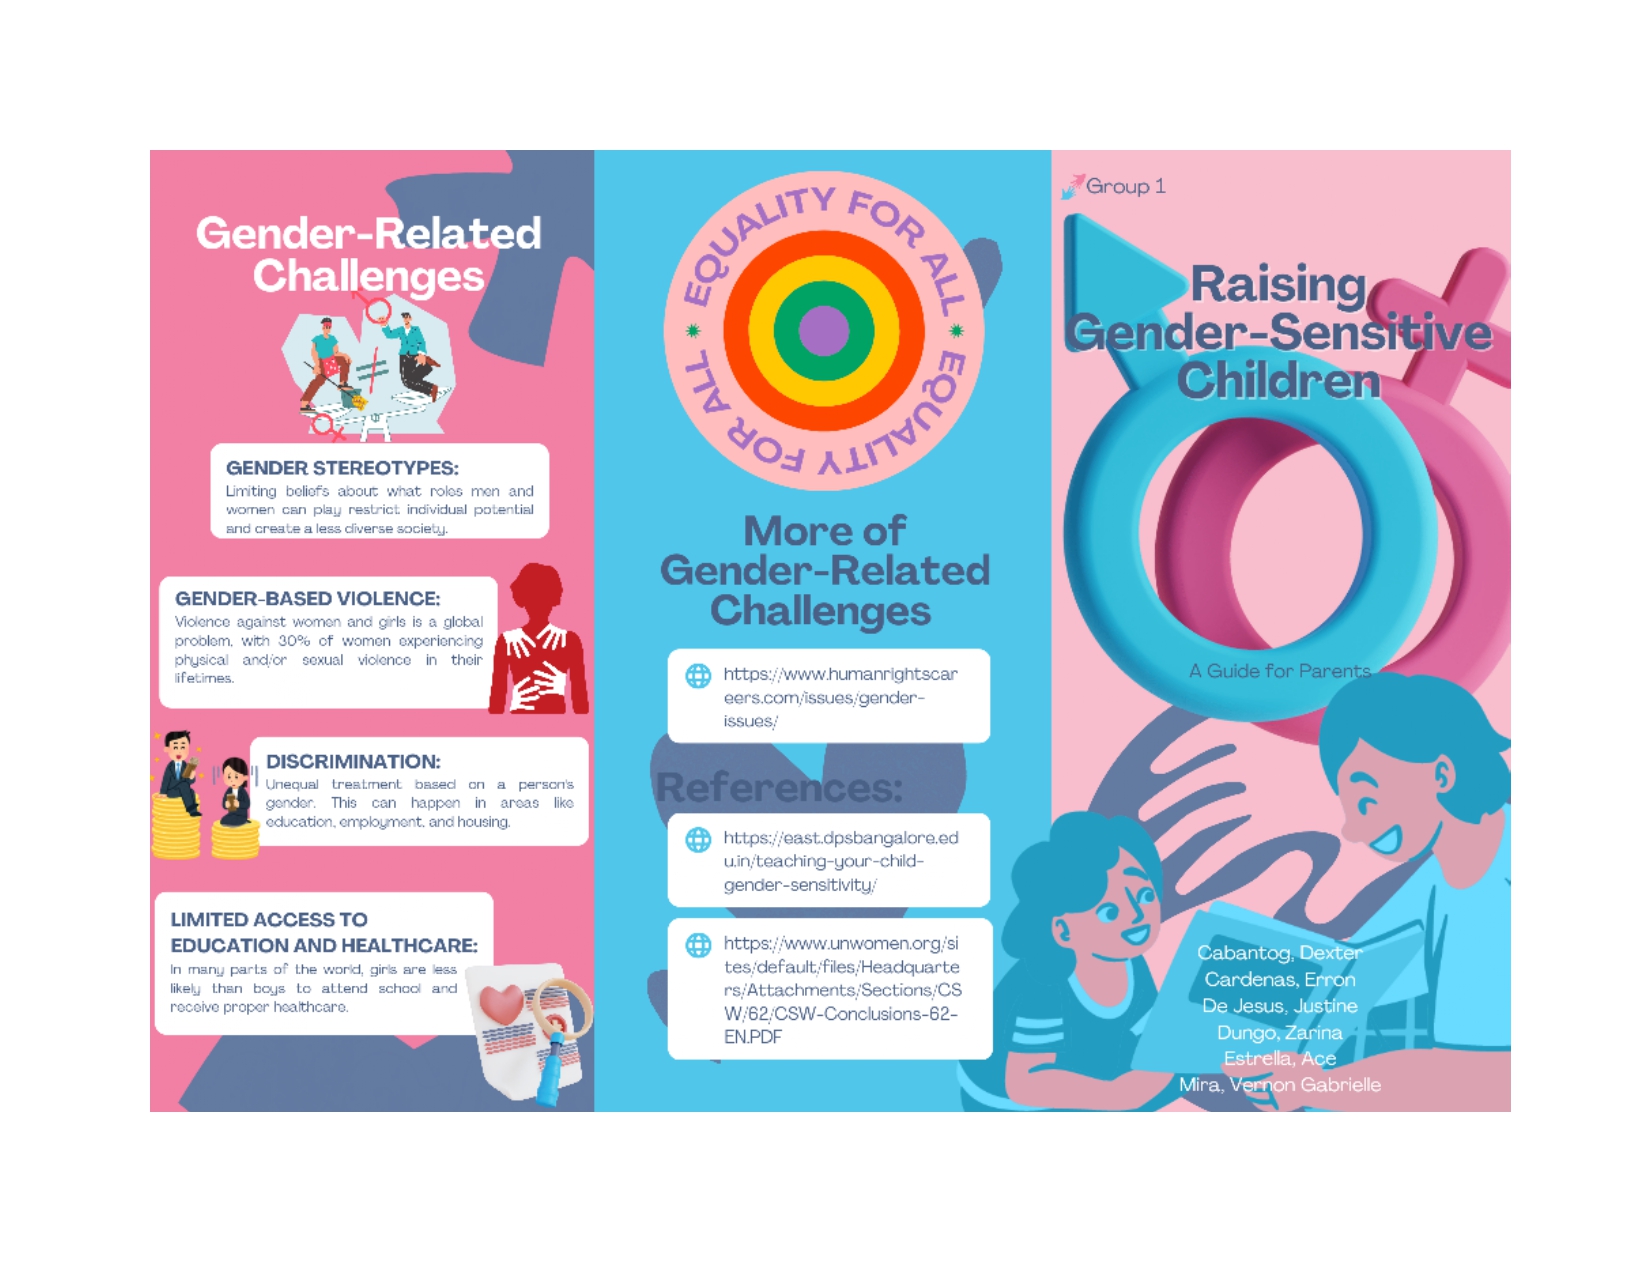 Gender-Related
Challenges
GENDER STEREOTYPES:
Limiting beliefs about what roles men and
women can play restrict individual potential
and create a less diverse society.
GENDER-BASED VIOLENCE:
Violence against women and girls is a global
problem, with 30% of women experiencing
physical and/or sexual violence in their
lifetimes.
DISCRIMINATION:
Unequal treatment based on a person's
gender. This can happen in areas like
education, employment, and housing.
LIMITED ACCESS TO
EDUCATION AND HEALTHCARE:
In many parts of the world, girls are less
likely than boys to attend school and
receive proper healthcare.
EQUALITY FOR ALL
EQUALITY FOR ALL
More of
Gender-Related
Challenges
https://www.humanrightscar
eers.com/issues/gender-
issues/
References:
https://east.dpsbangalore.ed
u.in/teaching-your-child-
gender-sensitivity/
https://www.unwomen.org/si
tes/default/files/Headquarte
rs/Attachments/Sections/CS
W/62/CSW-Conclusions-62-
EN.PDF
Group 1
Raising
Gender-Sensitive
Children
A Guide for Parents
Cabantog, Dexter
Cardenas, Erron
De Jesus, Justine
Dungo, Zarina
Estrella, Ace
Mira, Vernon Gabrielle